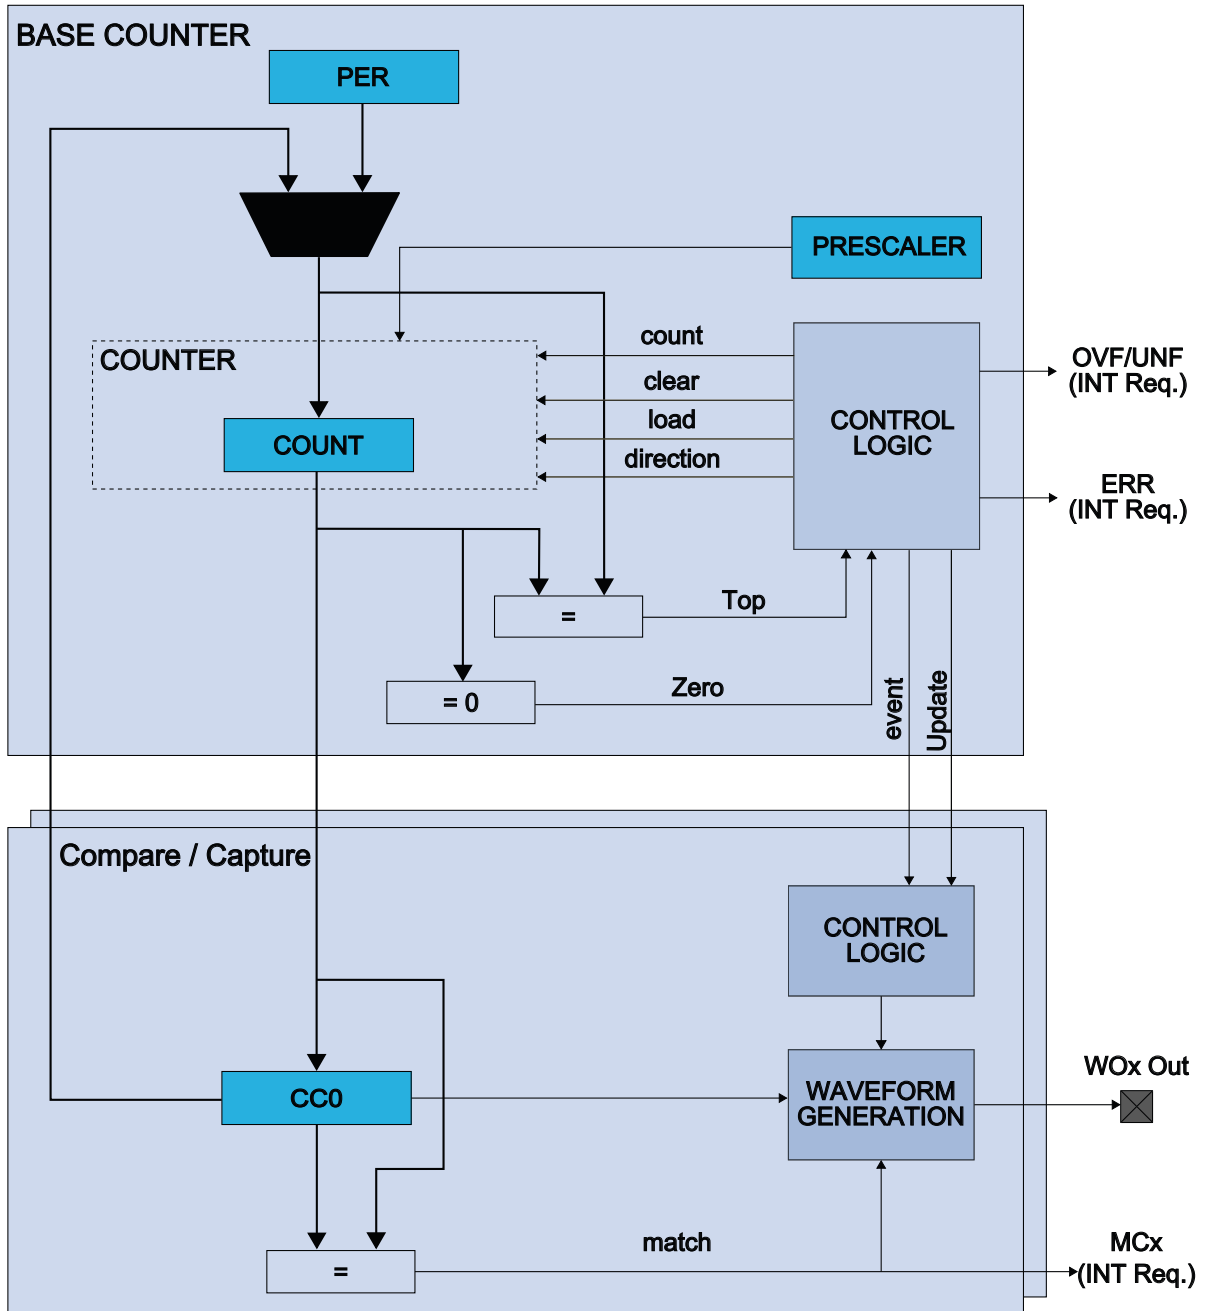 BASE COUNTER
PER
PRESCALER
COUNTER
count
clear
load
direction
COUNT
CONTROL
LOGIC
OVF/UNF
(INT Req.)
ERR
(INT Req.)
=
Top
= 0
Zero
event
Update
Compare / Capture
CONTROL
LOGIC
CC0
WAVEFORM
GENERATION
WOx Out
=
match
MCx
(INT Req.)